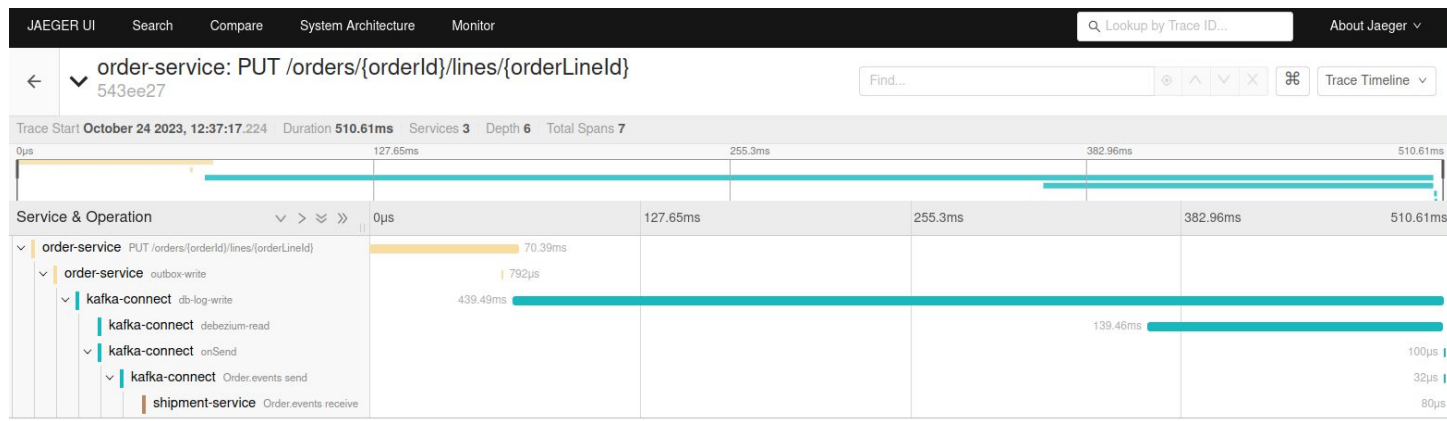 JAEGER UI Search Compare System Architecture Monitor Lookup by Trace ID... About Jaeger
order-service: PUT /orders/{orderId}/lines/{orderLineId}
543ee27
Find...
⌘
Trace Timeline
Trace Start October 24 2023, 12:37:17.224 Duration 510.61ms Services 3 Depth 6 Total Spans 7
0μs 127.65ms 255.3ms 382.96ms 510.61ms
Service & Operation 0μs 127.65ms 255.3ms 382.96ms 510.61ms
order-service PUT /orders/{orderId}/lines/{orderLineId} 70.39ms
order-service outbox-write 792μs
kafka-connect db-log-write 439.49ms
kafka-connect debezium-read 139.46ms
kafka-connect onSend 100μs
kafka-connect Order.events send 32μs
shipment-service Order.events receive 80μs